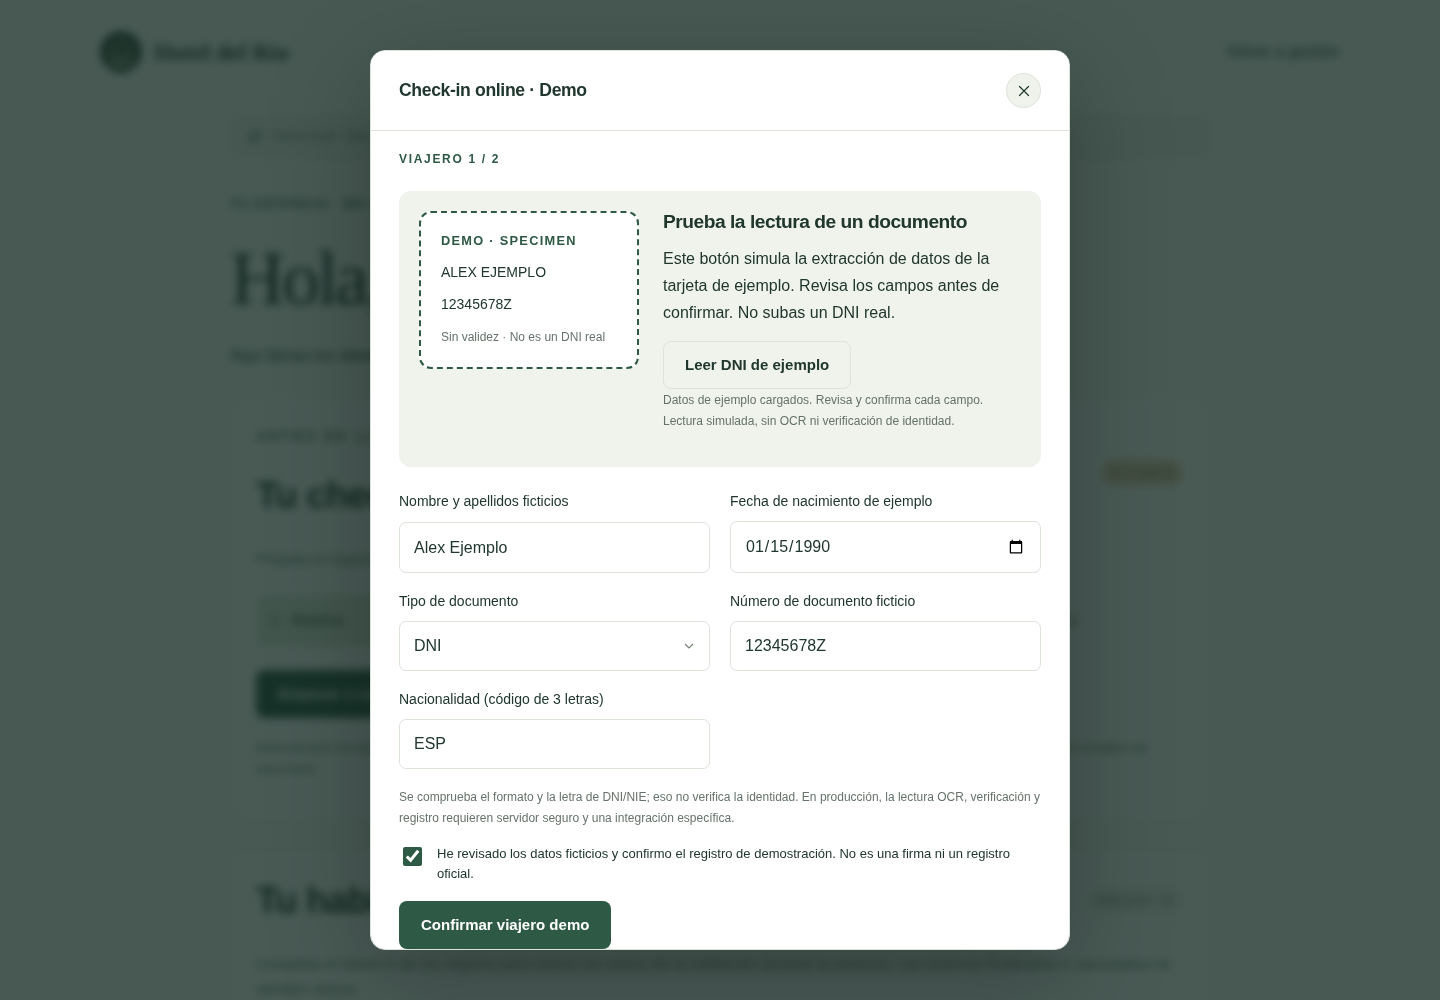 Hotel del Río
Check-in online · Demo
VIAJERO 1 / 2
DEMO · SPECIMEN
ALEX EJEMPLO
12345678Z
Sin validez · No es un DNI real
Prueba la lectura de un documento
Este botón simula la extracción de datos de la
tarjeta de ejemplo. Revisa los campos antes de
confirmar. No subas un DNI real.
Leer DNI de ejemplo
Datos de ejemplo cargados. Revisa y confirma cada campo.
Lectura simulada, sin OCR ni verificación de identidad.
Nombre y apellidos ficticios
Alex Ejemplo
Fecha de nacimiento de ejemplo
01/15/1990
Tipo de documento
DNI
Número de documento ficticio
12345678Z
Nacionalidad (código de 3 letras)
ESP
Se comprueba el formato y la letra de DNI/NIE; eso no verifica la identidad. En producción, la lectura OCR, verificación y
registro requieren servidor seguro y una integración específica.
He revisado los datos ficticios y confirmo el registro de demostración. No es una firma ni un registro
oficial.
Confirmar viajero demo
Hola
Tu che
Tu hab